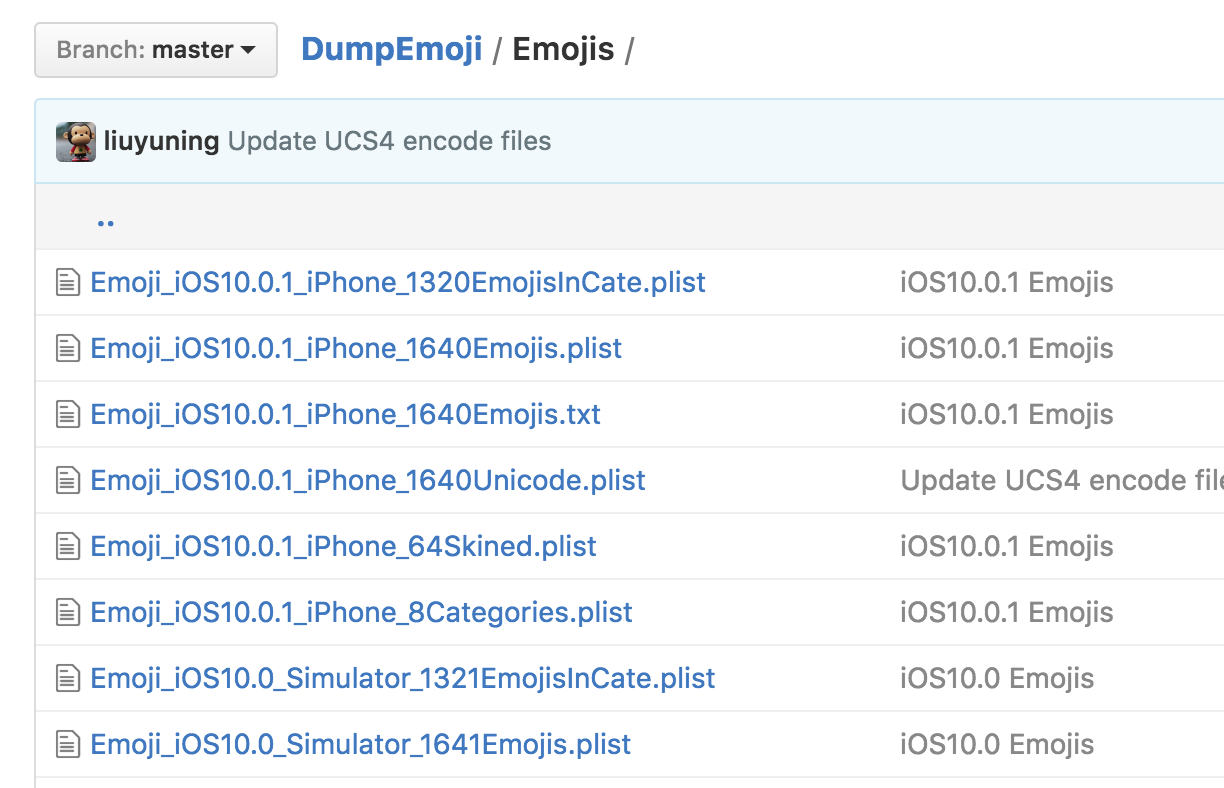 Branch: master DumpEmoji / Emojis /
liuyuning Update UCS4 encode files
..
Emoji_iOS10.0.1_iPhone_1320EmojisInCate.plist iOS10.0.1 Emojis
Emoji_iOS10.0.1_iPhone_1640Emojis.plist iOS10.0.1 Emojis
Emoji_iOS10.0.1_iPhone_1640Emojis.txt iOS10.0.1 Emojis
Emoji_iOS10.0.1_iPhone_1640Unicode.plist Update UCS4 encode file
Emoji_iOS10.0.1_iPhone_64Skined.plist iOS10.0.1 Emojis
Emoji_iOS10.0.1_iPhone_8Categories.plist iOS10.0.1 Emojis
Emoji_iOS10.0_Simulator_1321EmojisInCate.plist iOS10.0 Emojis
Emoji_iOS10.0_Simulator_1641Emojis.plist iOS10.0 Emojis